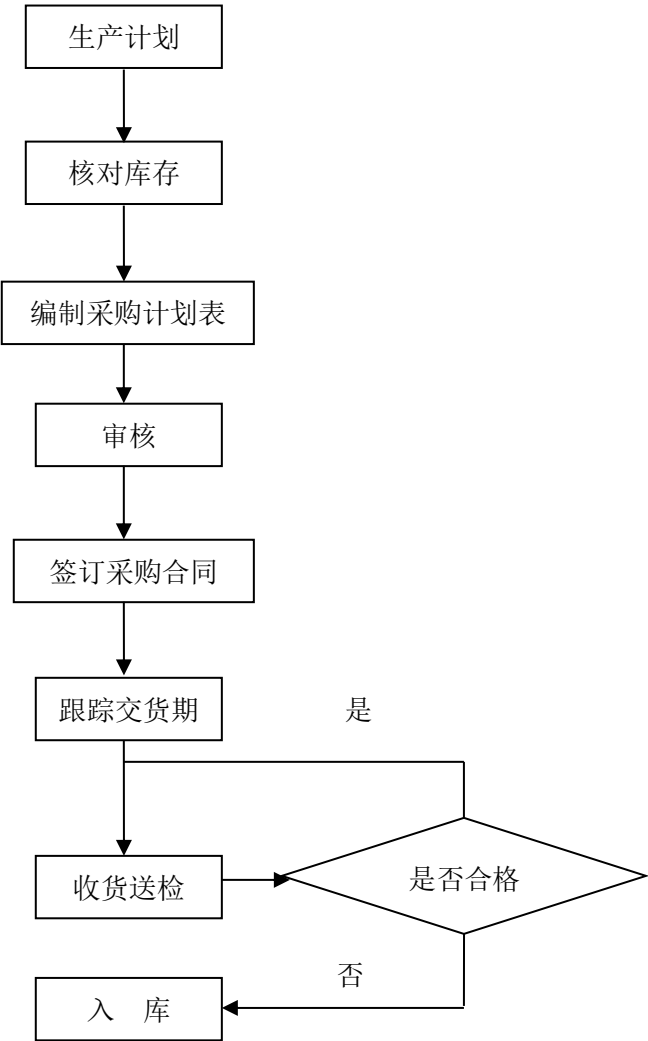 生产计划
核对库存
编制采购计划表
审核
签订采购合同
跟踪交货期
是
收货送检
是否合格
否
入 库